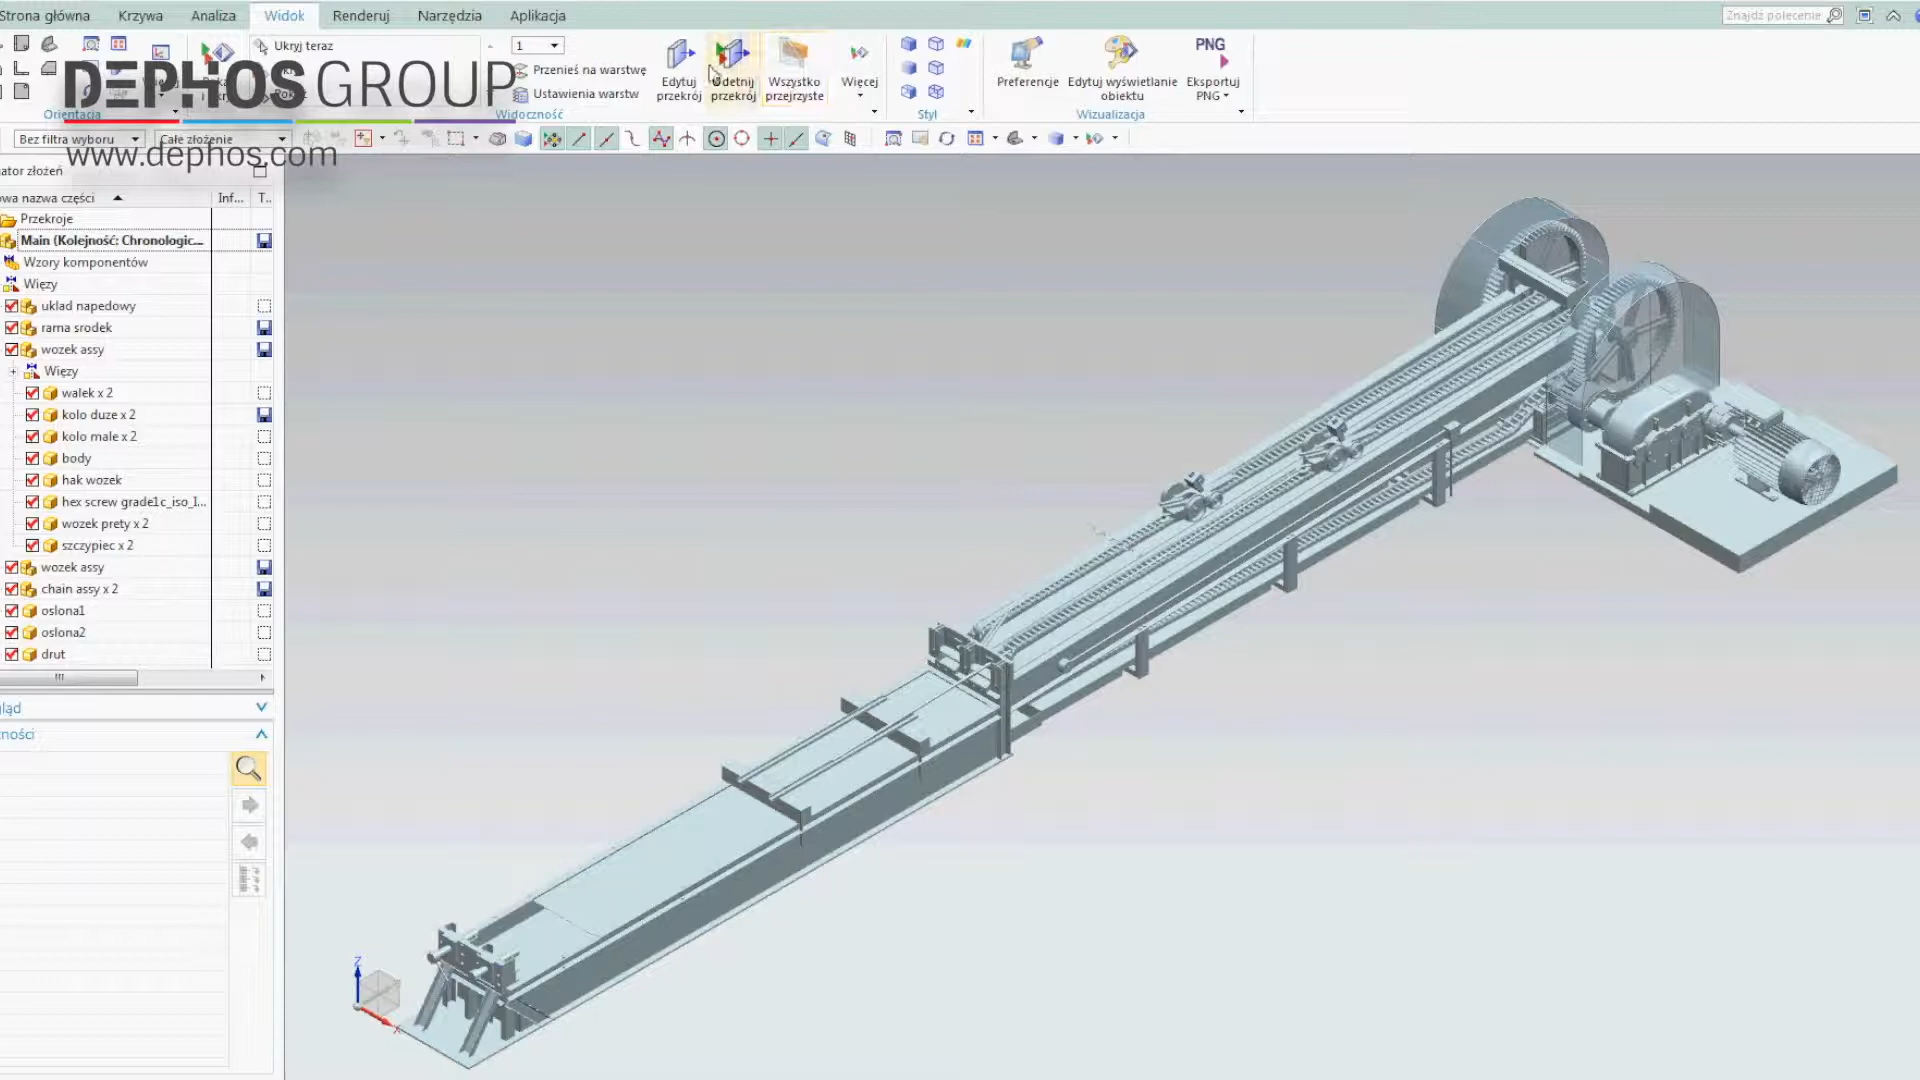 Strona główna Krzywa Analiza Widok Renderuj Narzędzia Aplikacja Znajdź polecenie
Ukryj teraz 1
Przenieś na warstwę
Ustawienia warstw
Edytuj przekrój
Odetnij przekrój
Wszystko przejrzyste
Więcej
Preferencje
Edytuj wyświetlanie obiektu
PNG
Eksportuj PNG
DEPHOS GROUP
Orientacja Widoczność Styl Wizualizacja
Bez filtra wyboru Całe złożenie
www.dephos.com
ator złożeń
owa nazwa części Inf... T..
Przekroje
Main (Kolejność: Chronologic...
Wzory komponentów
Więzy
uklad napedowy
rama srodek
wozek assy
Więzy
walek x 2
kolo duze x 2
kolo male x 2
body
hak wozek
hex screw grade1c_iso_I...
wozek prety x 2
szczypiec x 2
wozek assy
chain assy x 2
oslona1
oslona2
drut
ląd
ności
Z
X